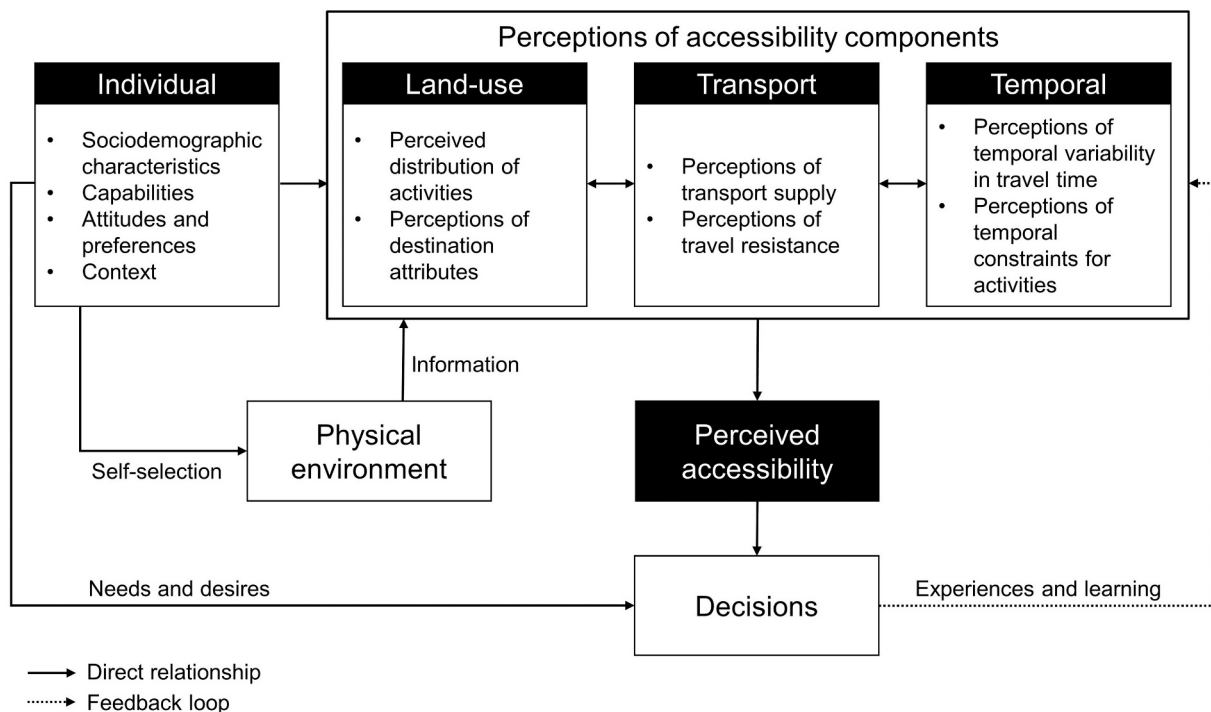 Perceptions of accessibility components
Individual
• Sociodemographic
characteristics
• Capabilities
• Attitudes and
preferences
• Context
Land-use
• Perceived
distribution of
activities
• Perceptions of
destination
attributes
Transport
• Perceptions of
transport supply
• Perceptions of
travel resistance
Temporal
• Perceptions of
temporal variability
in travel time
• Perceptions of
temporal
constraints for
activities
Information
Physical
environment
Self-selection
Perceived
accessibility
Needs and desires
Decisions
Experiences and learning
Direct relationship
Feedback loop